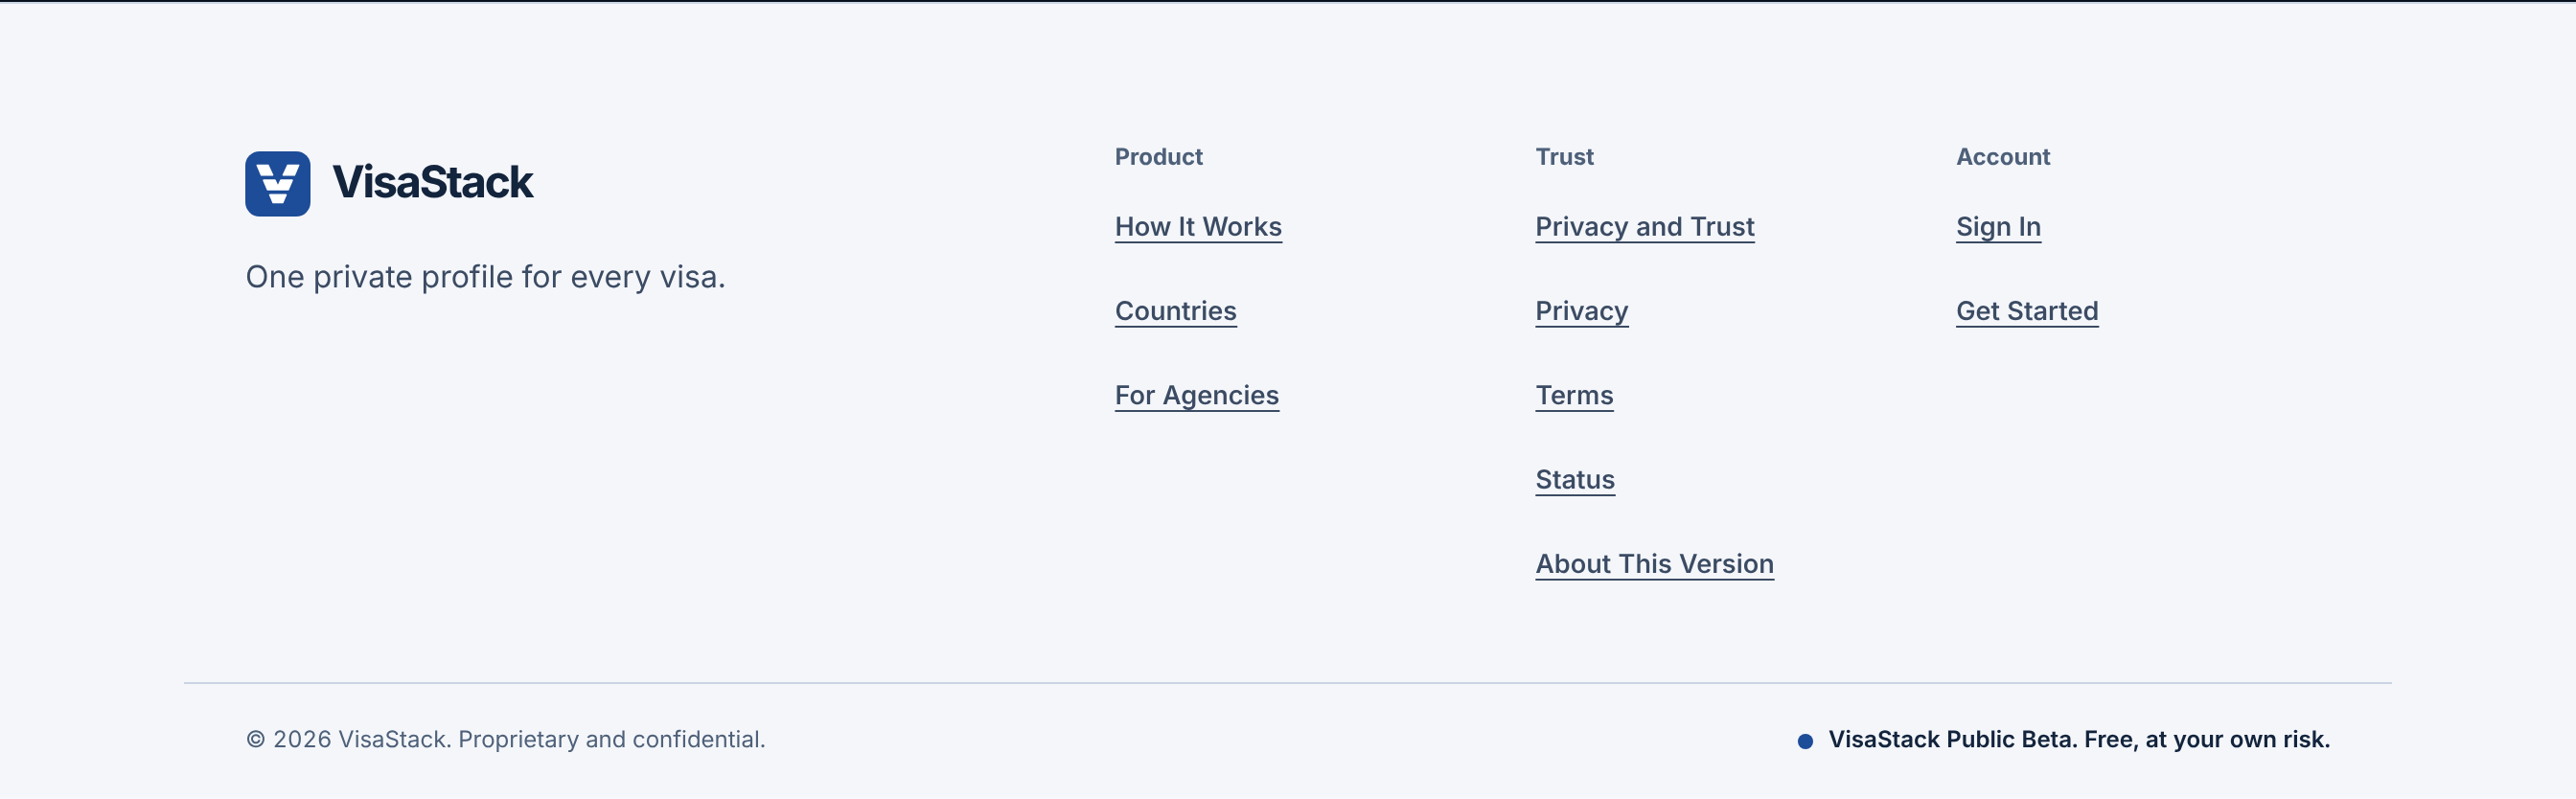 VisaStack
One private profile for every visa.
Product
How It Works
Countries
For Agencies
Trust
Privacy and Trust
Privacy
Terms
Status
About This Version
Account
Sign In
Get Started
© 2026 VisaStack. Proprietary and confidential.
VisaStack Public Beta. Free, at your own risk.